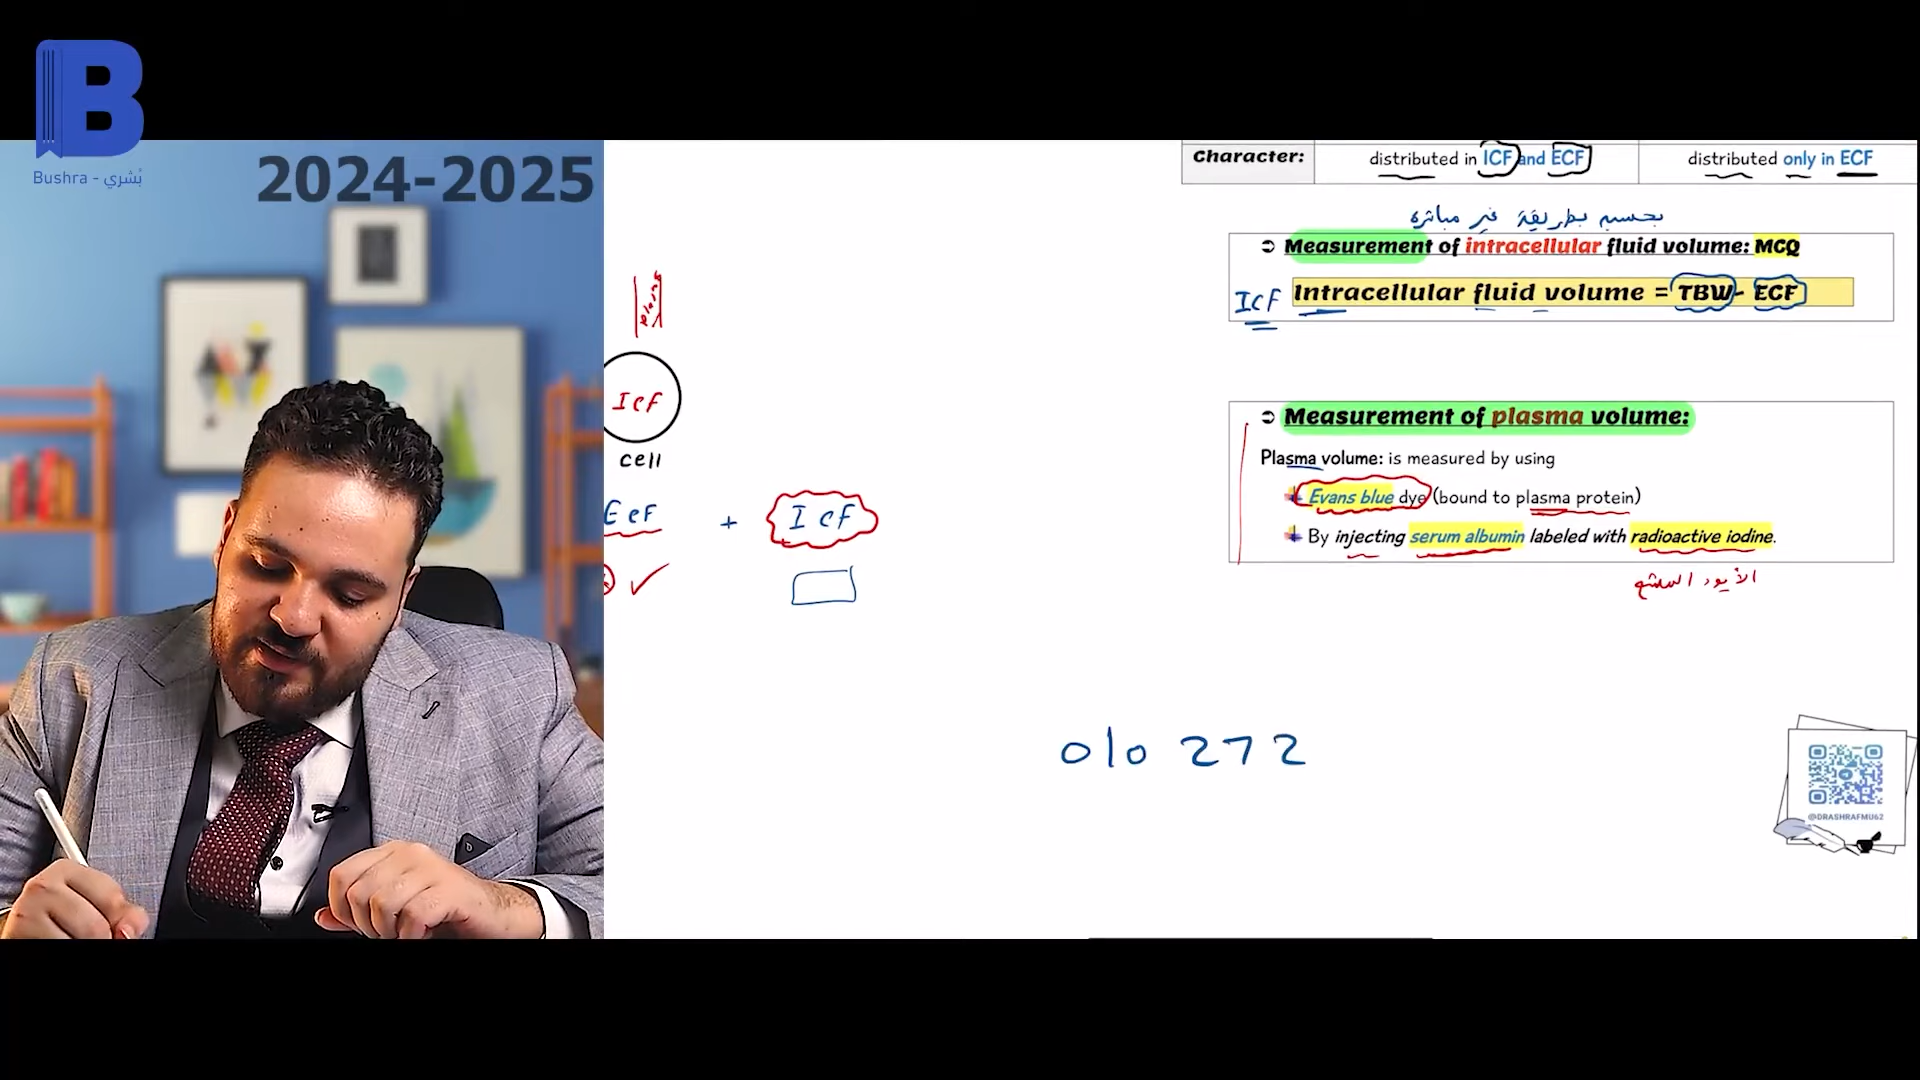 B
Bushra - بُشري
2024-2025
Character:
distributed in ICF and ECF
distributed only in ECF
بحسبه بطريقة غير مباشرة
➲ Measurement of intracellular fluid volume: MCQ
ICF
Intracellular fluid volume = TBW- ECF
Plasma
ICF
cell
ECF + ICF
✓
➲ Measurement of plasma volume:
Plasma volume: is measured by using
Evans blue dye (bound to plasma protein)
By injecting serum albumin labeled with radioactive iodine.
الأيود المشع
010 272
@DRASHRAFMU62